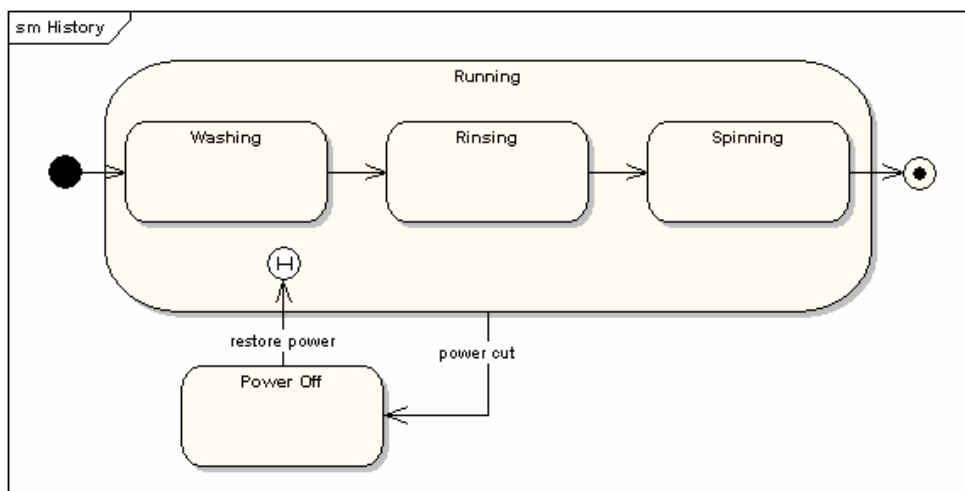 sm History
Running
Washing
Rinsing
Spinning
H
restore power
power cut
Power Off